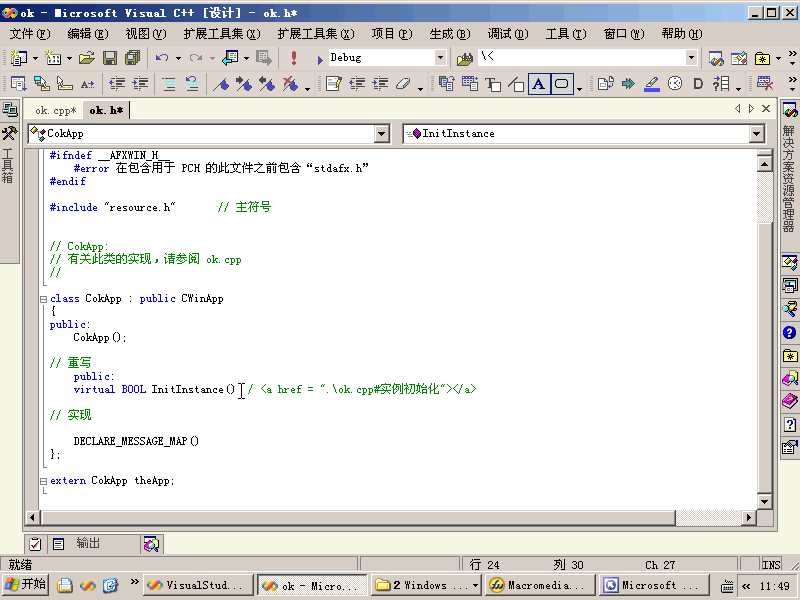 ok - Microsoft Visual C++ [设计] - ok.h*
文件(F) 编辑(E) 视图(V) 扩展工具集(X) 扩展工具集(X) 项目(P) 生成(B) 调试(D) 工具(T) 窗口(W) 帮助(H)
Debug \<
ok.cpp* ok.h*
CokApp InitInstance
工具箱
解决方案资源管理器
#ifndef __AFXWIN_H__
#error 在包含用于 PCH 的此文件之前包含“stdafx.h”
#endif
#include "resource.h" // 主符号
// CokApp:
// 有关此类的实现，请参阅 ok.cpp
//
class CokApp : public CWinApp
{
public:
CokApp();
// 重写
public:
virtual BOOL InitInstance() / <a href = ".\ok.cpp#实例初始化"></a>
// 实现
DECLARE_MESSAGE_MAP()
};
extern CokApp theApp;
输出
就绪 行 24 列 30 Ch 27 INS
开始 VisualStud... ok - Micro... 2 Windows ... Macromedia... Microsoft ... 11:49